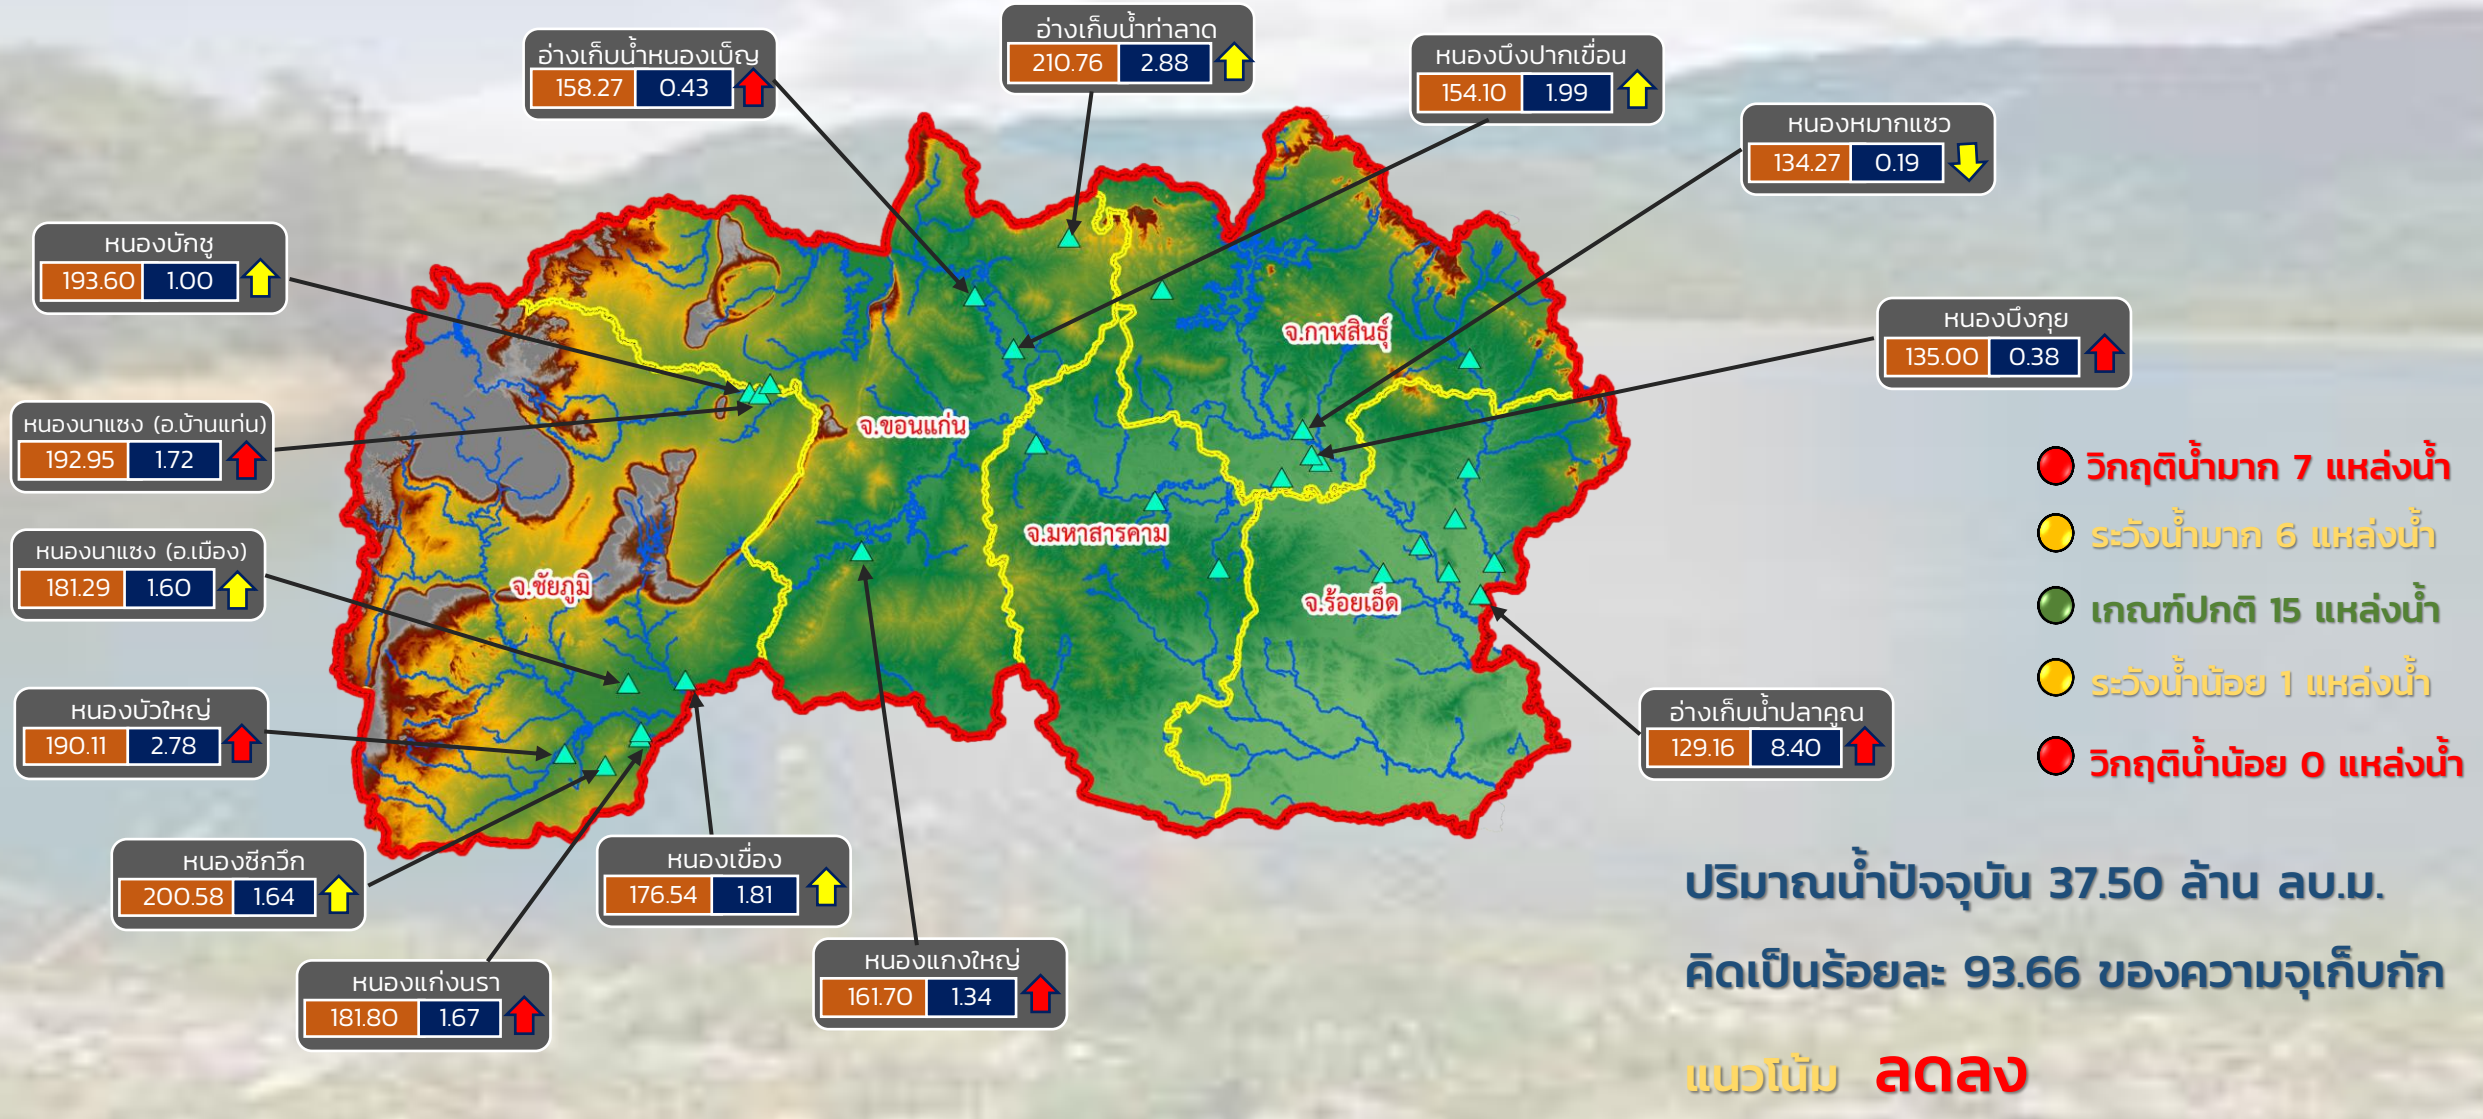 อ่างเก็บน้ำท่าลาด
210.76 2.88
อ่างเก็บน้ำหนองเบ็ญ
158.27 0.43
หนองบึงปากเขื่อน
154.10 1.99
หนองหมากแซว
134.27 0.19
หนองบักชู
193.60 1.00
หนองบึงกุย
135.00 0.38
จ.กาฬสินธุ์
หนองนาแซง (อ.บ้านแท่น)
192.95 1.72
จ.ขอนแก่น
จ.มหาสารคาม
หนองนาแซง (อ.เมือง)
181.29 1.60
จ.ชัยภูมิ
จ.ร้อยเอ็ด
หนองบัวใหญ่
190.11 2.78
อ่างเก็บน้ำปลาคูณ
129.16 8.40
หนองซีกวึก
200.58 1.64
หนองเขื่อง
176.54 1.81
หนองแก่งนรา
181.80 1.67
หนองแกงใหญ่
161.70 1.34
วิกฤติน้ำมาก 7 แหล่งน้ำ
ระวังน้ำมาก 6 แหล่งน้ำ
เกณฑ์ปกติ 15 แหล่งน้ำ
ระวังน้ำน้อย 1 แหล่งน้ำ
วิกฤติน้ำน้อย 0 แหล่งน้ำ
ปริมาณน้ำปัจจุบัน 37.50 ล้าน ลบ.ม.
คิดเป็นร้อยละ 93.66 ของความจุเก็บกัก
แนวโน้ม ลดลง